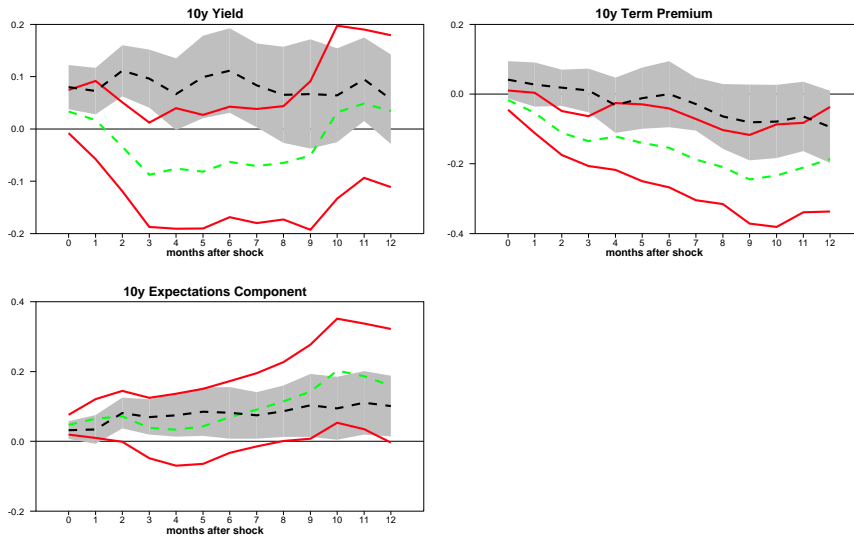 10y Yield
0.2
0.1
0.0
-0.1
-0.2
0 1 2 3 4 5 6 7 8 9 10 11 12
months after shock
10y Term Premium
0.2
0.0
-0.2
-0.4
0 1 2 3 4 5 6 7 8 9 10 11 12
months after shock
10y Expectations Component
0.4
0.2
0.0
-0.2
0 1 2 3 4 5 6 7 8 9 10 11 12
months after shock